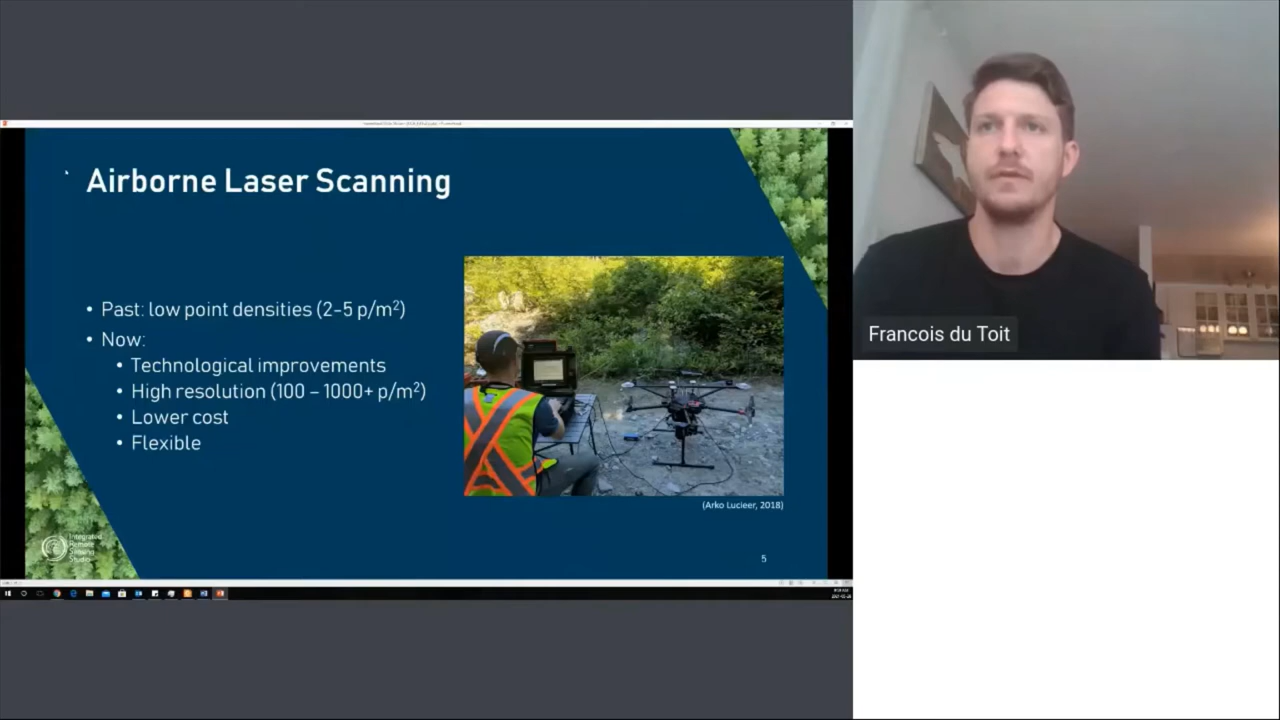 Airborne Laser Scanning
• Past: low point densities (2-5 p/m²)
• Now:
• Technological improvements
• High resolution (100 – 1000+ p/m²)
• Lower cost
• Flexible
(Arko Lucieer, 2018)
Integrated
Remote
Sensing
Studio
5
Francois du Toit